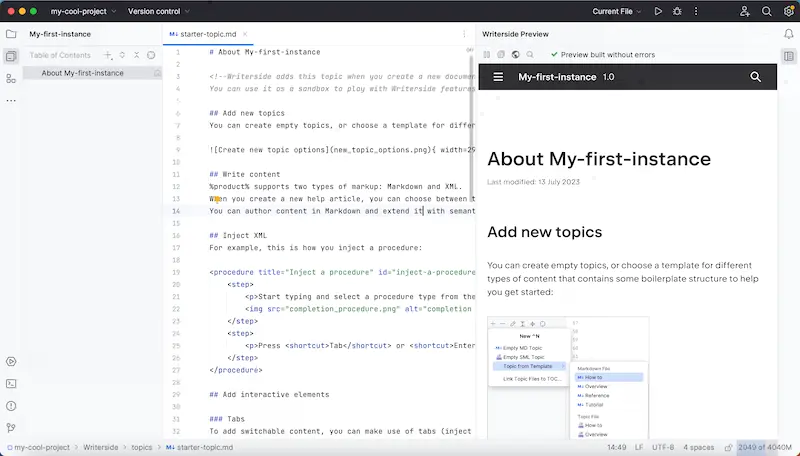 my-cool-project Version control Current File
My-first-instance
Table of Contents
About My-first-instance
starter-topic.md
1 # About My-first-instance
2
3 <!--Writerside adds this topic when you create a new documen
4 You can use it as a sandbox to play with Writerside features
5
6 ## Add new topics
7 You can create empty topics, or choose a template for differ
8
9 ![Create new topic options](new_topic_options.png){ width=29
10
11 ## Write content
12 %product% supports two types of markup: Markdown and XML.
13 When you create a new help article, you can choose between t
14 You can author content in Markdown and extend it with semant
15
16 ## Inject XML
17 For example, this is how you inject a procedure:
18
19 <procedure title="Inject a procedure" id="inject-a-procedure
20 <step>
21 <p>Start typing and select a procedure type from the
22 <img src="completion_procedure.png" alt="completion
23 </step>
24 <step>
25 <p>Press <shortcut>Tab</shortcut> or <shortcut>Enter
26 </step>
27 </procedure>
28
29 ## Add interactive elements
30
31 ### Tabs
32 To add switchable content, you can make use of tabs (inject
Writerside Preview
Preview built without errors
My-first-instance 1.0
About My-first-instance
Last modified: 13 July 2023
Add new topics
You can create empty topics, or choose a template for different
types of content that contains some boilerplate structure to help
you get started:
New ^N
Empty MD Topic
Empty SML Topic
Topic from Template
Link Topic Files to TOC...
Markdown File
How to
Overview
Reference
Tutorial
Topic File
How to
Overview
my-cool-project > Writerside > topics > starter-topic.md
14:49 LF UTF-8 4 spaces 2949 of 4040M